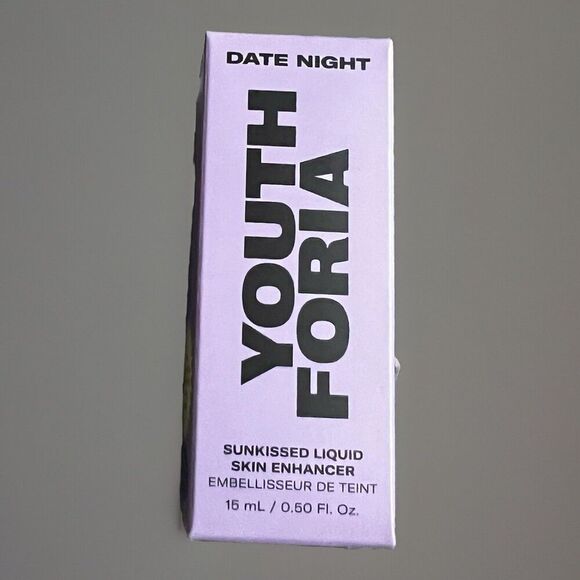 DATE NIGHT
YOUTH
FORIA
SUNKISSED LIQUID
SKIN ENHANCER
EMBELLISSEUR DE TEINT
15 mL / 0.50 Fl. Oz.